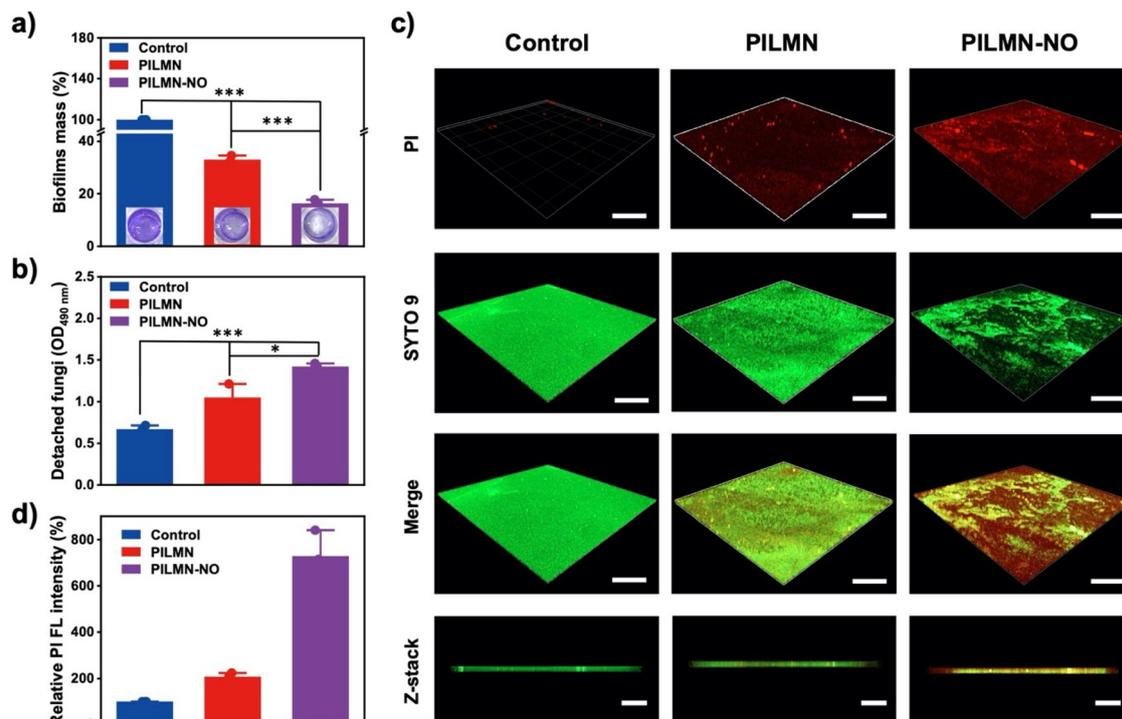 a)
180
140
100
40
20
0
Biofilms mass (%)
Control
PILMN
PILMN-NO
***
***
b)
2.5
2.0
1.5
1.0
0.5
0.0
Detached fungi (OD490 nm)
Control
PILMN
PILMN-NO
***
*
d)
800
600
400
200
Relative PI FL intensity (%)
Control
PILMN
PILMN-NO
c)
Control
PILMN
PILMN-NO
PI
SYTO 9
Merge
Z-stack